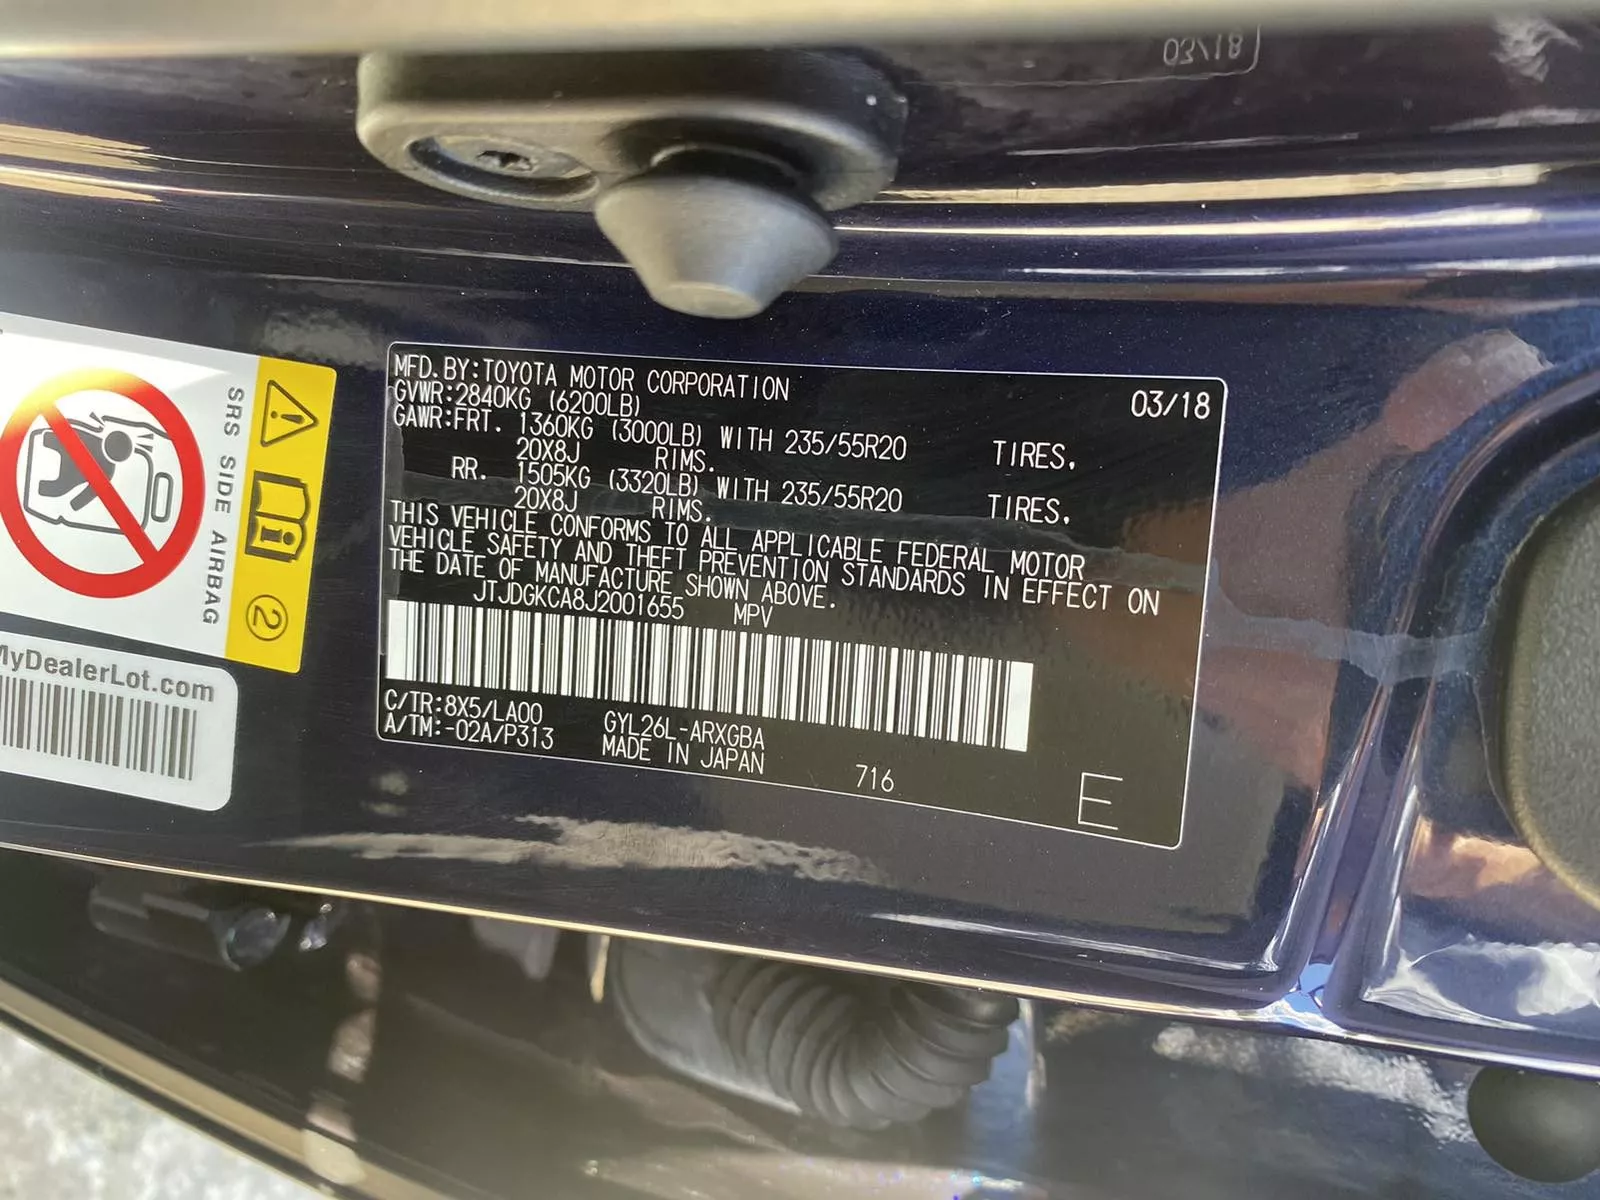 03/18
MFD.BY:TOYOTA MOTOR CORPORATION 03/18
GVWR:2840KG (6200LB)
GAWR:FRT. 1360KG (3000LB) WITH 235/55R20 TIRES,
20X8J RIMS.
RR. 1505KG (3320LB) WITH 235/55R20 TIRES,
20X8J RIMS.
THIS VEHICLE CONFORMS TO ALL APPLICABLE FEDERAL MOTOR
VEHICLE SAFETY AND THEFT PREVENTION STANDARDS IN EFFECT ON
THE DATE OF MANUFACTURE SHOWN ABOVE.
JTJDGKCA8J2001655 MPV
C/TR:8X5/LA00 GYL26L-ARXGBA
A/TM:-02A/P313 MADE IN JAPAN
716
E
SRS SIDE AIRBAG
2
MyDealerLot.com